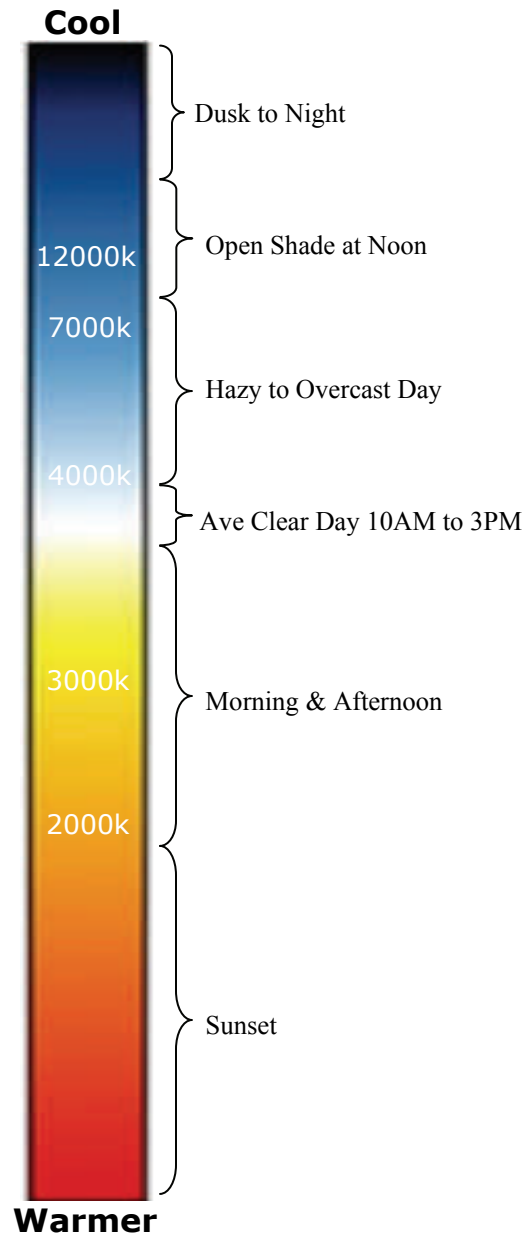 Cool
Dusk to Night
Open Shade at Noon
12000k
7000k
Hazy to Overcast Day
4000k
Ave Clear Day 10AM to 3PM
3000k
Morning & Afternoon
2000k
Sunset
Warmer